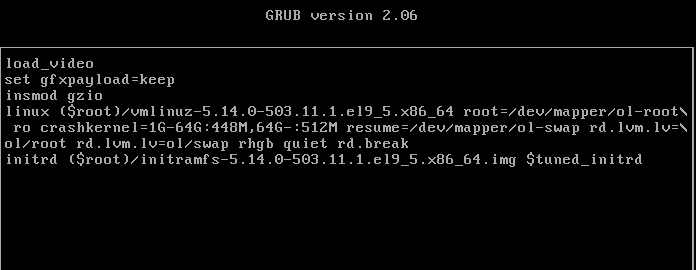 GRUB version 2.06
load_video
set gfxpayload=keep
insmod gzio
linux ($root)/vmlinuz-5.14.0-503.11.1.el9_5.x86_64 root=/dev/mapper/ol-root\
ro crashkernel=1G-64G:448M,64G-:512M resume=/dev/mapper/ol-swap rd.lvm.lv=\
ol/root rd.lvm.lv=ol/swap rhgb quiet rd.break
initrd ($root)/initramfs-5.14.0-503.11.1.el9_5.x86_64.img $tuned_initrd